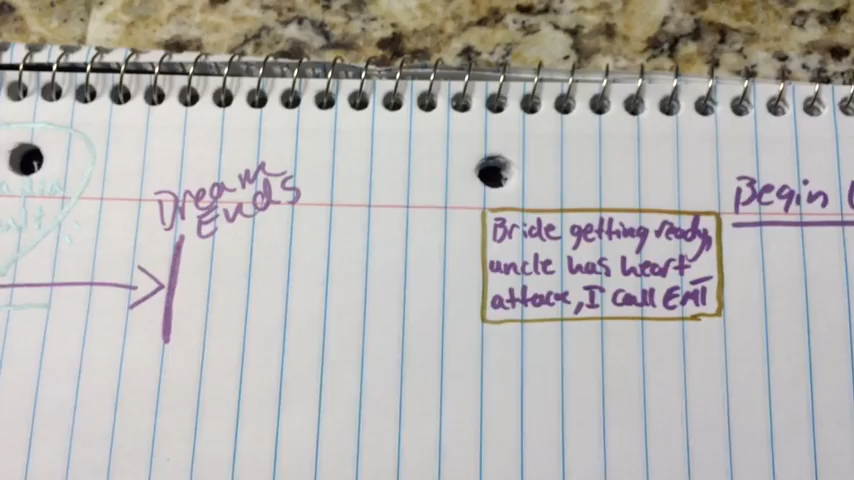 Dream
Ends
Begin
Bride getting ready,
uncle has heart
attack, I call EMT